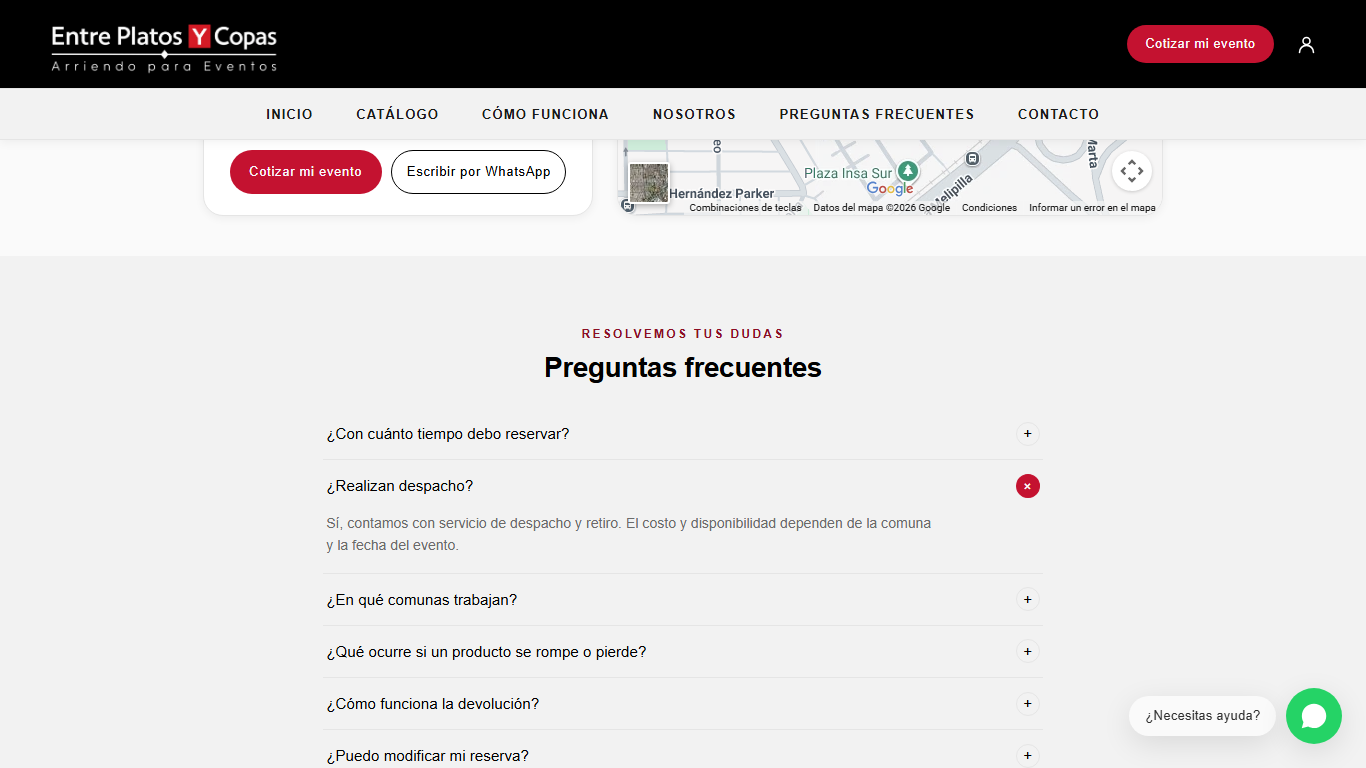 Entre Platos Y Copas
Arriendo para Eventos
Cotizar mi evento
INICIO
CATÁLOGO
CÓMO FUNCIONA
NOSOTROS
PREGUNTAS FRECUENTES
CONTACTO
Cotizar mi evento
Escribir por WhatsApp
Marta
Plaza Insa Sur
Google
Hernández Parker
Combinaciones de teclas
Datos del mapa ©2026 Google
Condiciones
Informar un error en el mapa
RESOLVEMOS TUS DUDAS
Preguntas frecuentes
¿Con cuánto tiempo debo reservar?
+
¿Realizan despacho?
×
Sí, contamos con servicio de despacho y retiro. El costo y disponibilidad dependen de la comuna
y la fecha del evento.
¿En qué comunas trabajan?
+
¿Qué ocurre si un producto se rompe o pierde?
+
¿Cómo funciona la devolución?
+
¿Puedo modificar mi reserva?
+
¿Necesitas ayuda?